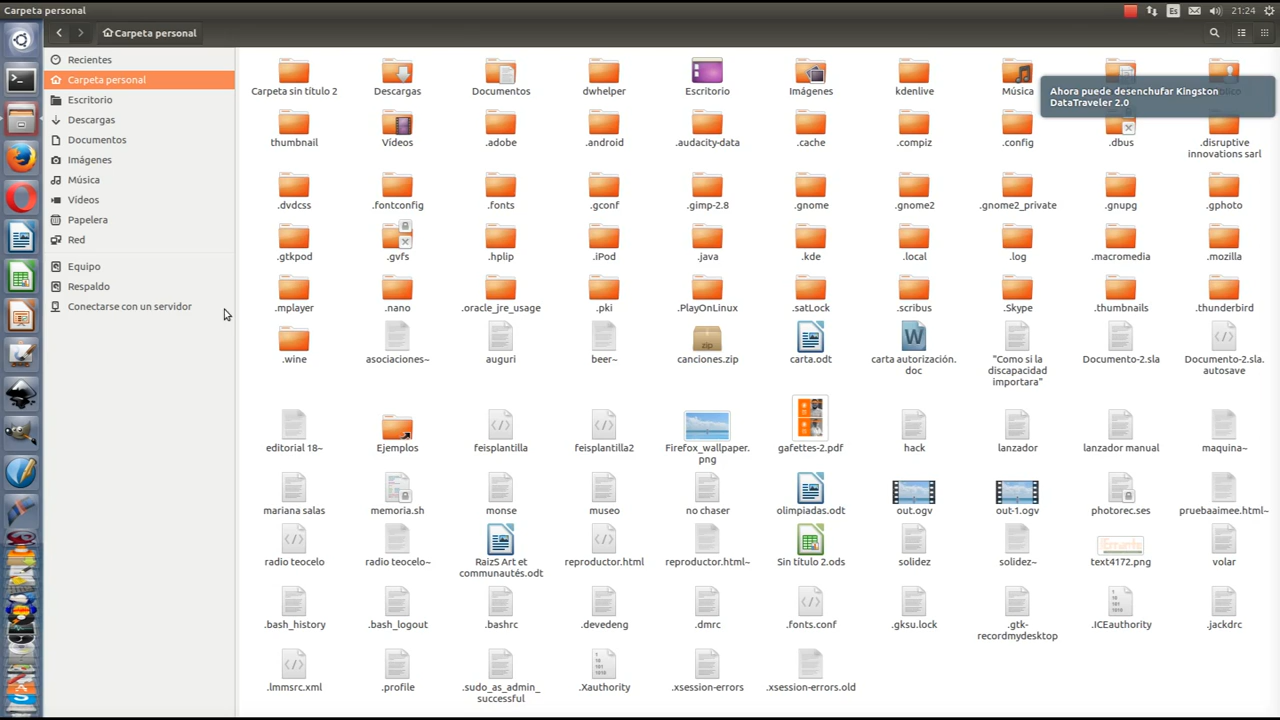 Carpeta personal
Es
21:24
Carpeta personal
Recientes
Carpeta personal
Escritorio
Descargas
Documentos
Imágenes
Música
Vídeos
Papelera
Red
Equipo
Respaldo
Conectarse con un servidor
Ahora puede desenchufar Kingston
DataTraveler 2.0
Carpeta sin título 2
Descargas
Documentos
dwhelper
Escritorio
Imágenes
kdenlive
Música
thumbnail
Vídeos
.adobe
.android
.audacity-data
.cache
.compiz
.config
.dbus
.disruptive
innovations sarl
.dvdcss
.fontconfig
.fonts
.gconf
.gimp-2.8
.gnome
.gnome2
.gnome2_private
.gnupg
.gphoto
.gtkpod
.gvfs
.hplip
.iPod
.java
.kde
.local
.log
.macromedia
.mozilla
.mplayer
.nano
.oracle_jre_usage
.pki
.PlayOnLinux
.satLock
.scribus
.Skype
.thumbnails
.thunderbird
.wine
asociaciones~
auguri
beer~
canciones.zip
carta.odt
carta autorización.
doc
"Como si la
discapacidad
importara"
Documento-2.sla
Documento-2.sla.
autosave
editorial 18~
Ejemplos
feisplantilla
feisplantilla2
Firefox_wallpaper.
png
gafettes-2.pdf
hack
lanzador
lanzador manual
maquina~
mariana salas
memoria.sh
monse
museo
no chaser
olimpiadas.odt
out.ogv
out-1.ogv
photorec.ses
pruebaaimee.html~
radio teocelo
radio teocelo~
RaizS Art et
communautés.odt
reproductor.html
reproductor.html~
Sin título 2.ods
solidez
solidez~
text4172.png
volar
.bash_history
.bash_logout
.bashrc
.devedeng
.dmrc
.fonts.conf
.gksu.lock
.gtk-
recordmydesktop
.ICEauthority
.jackdrc
.lmmsrc.xml
.profile
.sudo_as_admin_
successful
.Xauthority
.xsession-errors
.xsession-errors.old